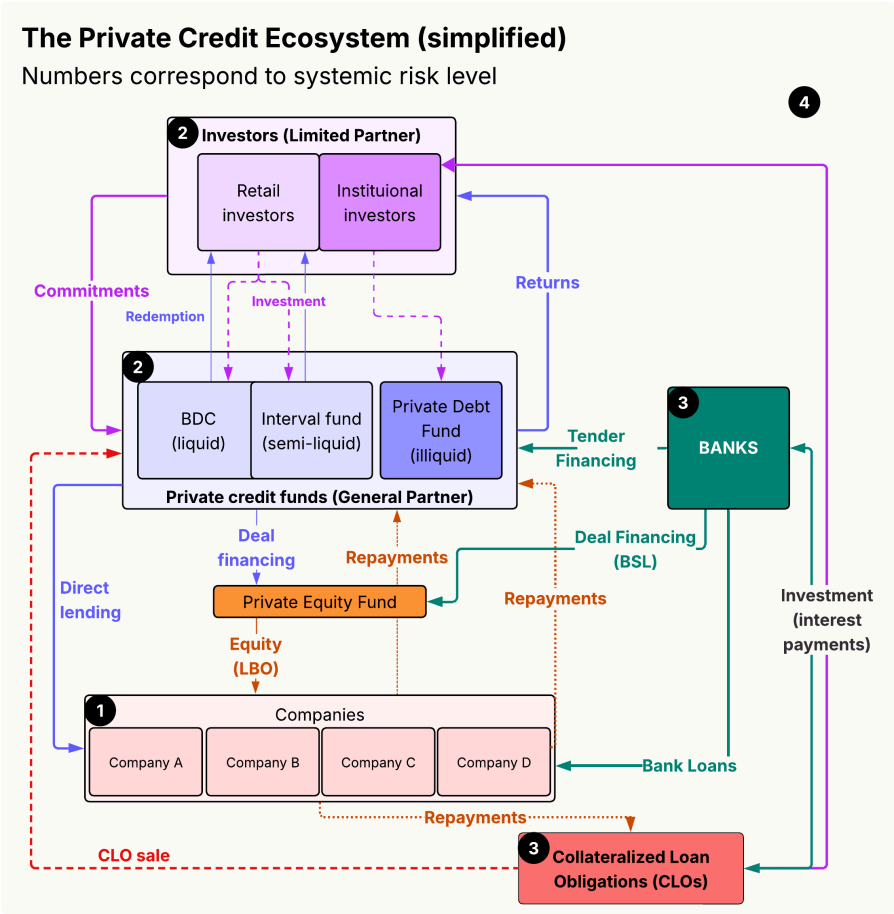 The Private Credit Ecosystem (simplified)
Numbers correspond to systemic risk level
4
2
Investors (Limited Partner)
Retail
investors
Instituional
investors
Commitments
Redemption
Investment
Returns
2
BDC
(liquid)
Interval fund
(semi-liquid)
Private Debt
Fund
(illiquid)
Private credit funds (General Partner)
3
BANKS
Tender
Financing
Deal
financing
Repayments
Deal Financing
(BSL)
Direct
lending
Private Equity Fund
Repayments
Investment
(interest
payments)
Equity
(LBO)
1
Companies
Company A
Company B
Company C
Company D
Bank Loans
Repayments
CLO sale
3
Collateralized Loan
Obligations (CLOs)